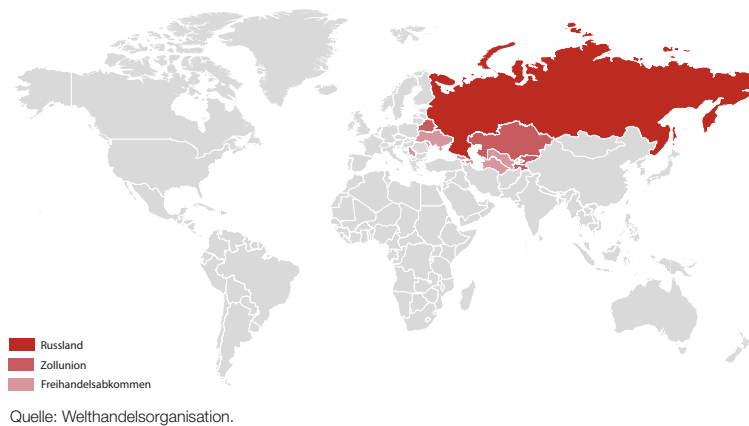 Russland
Zollunion
Freihandelsabkommen
Quelle: Welthandelsorganisation.